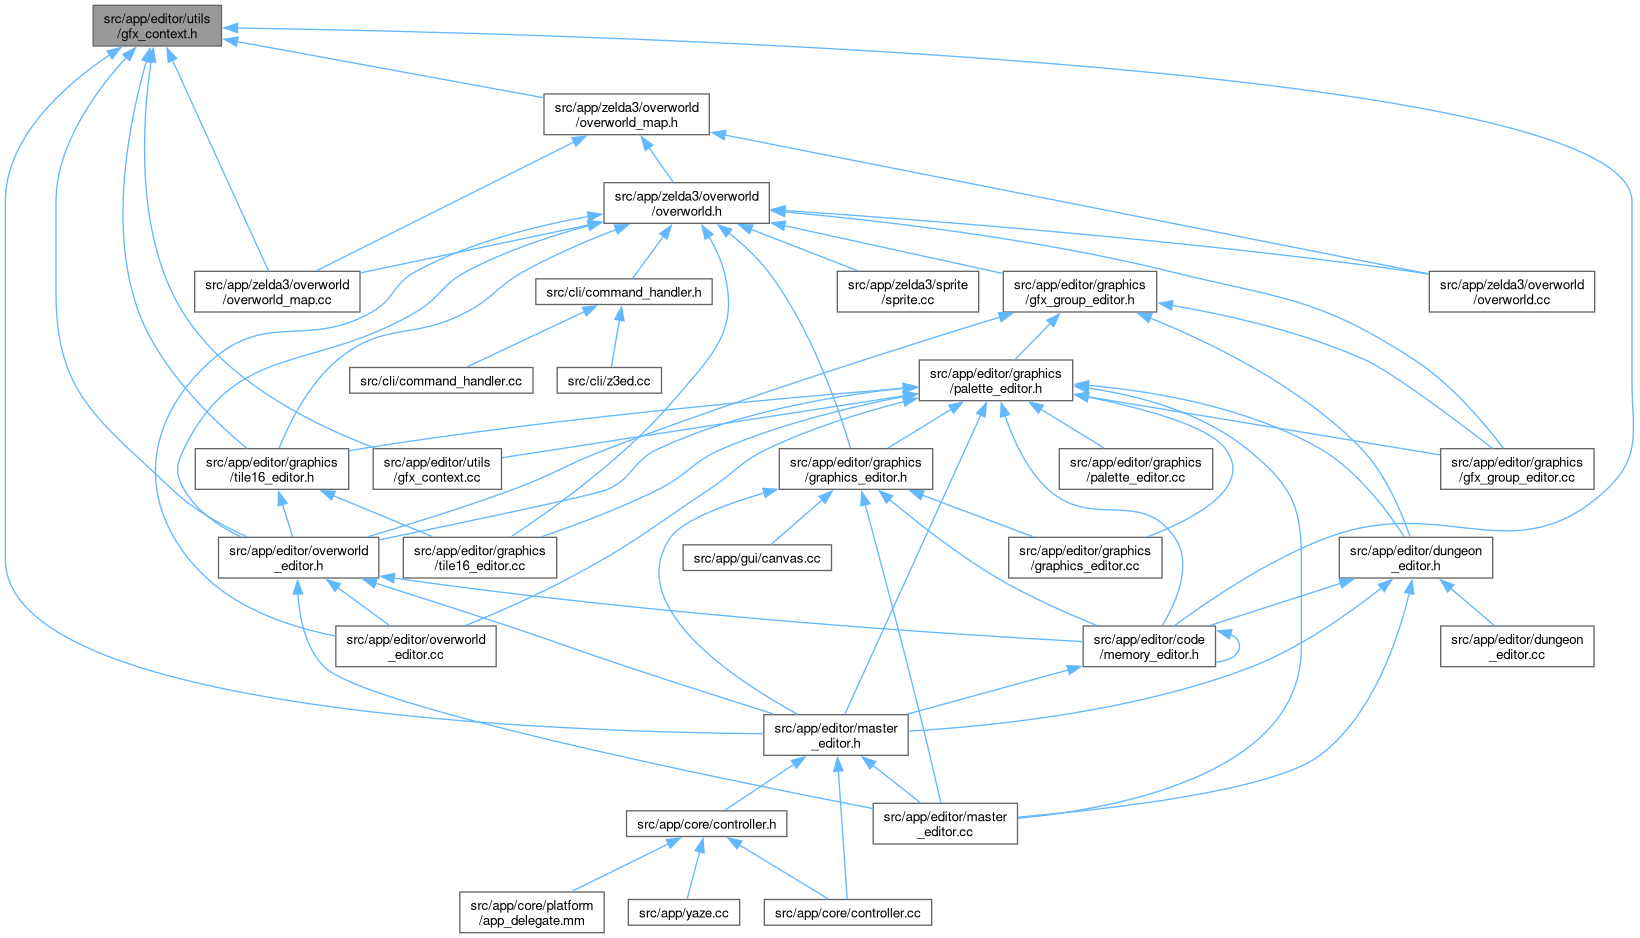 src/app/editor/utils
/gfx_context.h
src/app/zelda3/overworld
/overworld_map.h
src/app/zelda3/overworld
/overworld.h
src/app/zelda3/overworld
/overworld_map.cc
src/cli/command_handler.h
src/app/zelda3/sprite
/sprite.cc
src/app/editor/graphics
/gfx_group_editor.h
src/app/zelda3/overworld
/overworld.cc
src/cli/command_handler.cc
src/cli/z3ed.cc
src/app/editor/graphics
/palette_editor.h
src/app/editor/graphics
/tile16_editor.h
src/app/editor/utils
/gfx_context.cc
src/app/editor/graphics
/graphics_editor.h
src/app/editor/graphics
/palette_editor.cc
src/app/editor/graphics
/gfx_group_editor.cc
src/app/editor/overworld
_editor.h
src/app/editor/graphics
/tile16_editor.cc
src/app/gui/canvas.cc
src/app/editor/graphics
/graphics_editor.cc
src/app/editor/dungeon
_editor.h
src/app/editor/overworld
_editor.cc
src/app/editor/code
/memory_editor.h
src/app/editor/dungeon
_editor.cc
src/app/editor/master
_editor.h
src/app/core/controller.h
src/app/editor/master
_editor.cc
src/app/core/platform
/app_delegate.mm
src/app/yaze.cc
src/app/core/controller.cc